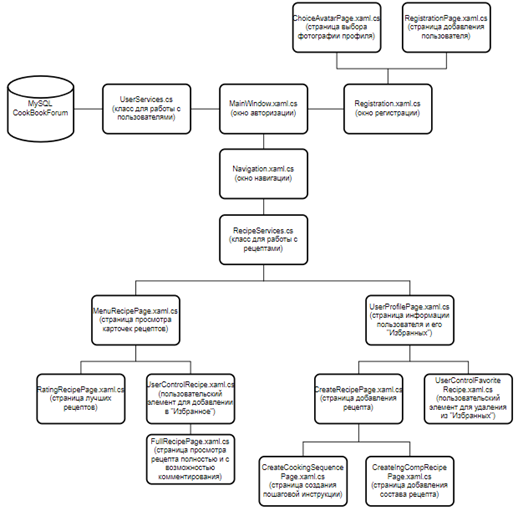 ChoiceAvatarPage.xaml.cs
(страница выбора
фотографии профиля)
RegistrationPage.xaml.cs
(страница добавления
пользователя)
MySQL
CookBookForum
UserServices.cs
(класс для работы с
пользователями)
MainWindow.xaml.cs
(окно авторизации)
Registration.xaml.cs
(окно регистрации)
Navigation.xaml.cs
(окно навигации)
RecipeServices.cs
(класс для работы с
рецептами)
MenuRecipePage.xaml.cs
(страница просмотра
карточек рецептов)
UserProfilePage.xaml.cs
(страница информации
пользователя и его
"Избранных")
RatingRecipePage.xaml.cs
(страница лучших
рецептов)
UserControlRecipe.xaml.cs
(пользовательский
элемент для добавлении
в "Избранное")
CreateRecipePage.xaml.cs
(страница добавления
рецепта)
UserControlFavorite
Recipe.xaml.cs
(пользовательский
элемент для удаления
из "Избранных")
FullRecipePage.xaml.cs
(страница просмотра
рецепта полностью и с
возможностью
комментирования)
CreateCookingSequence
Page.xaml.cs
(страница создания
пошаговой инструкции)
CreateIngCompRecipe
Page.xaml.cs
(страница добавления
состава рецепта)